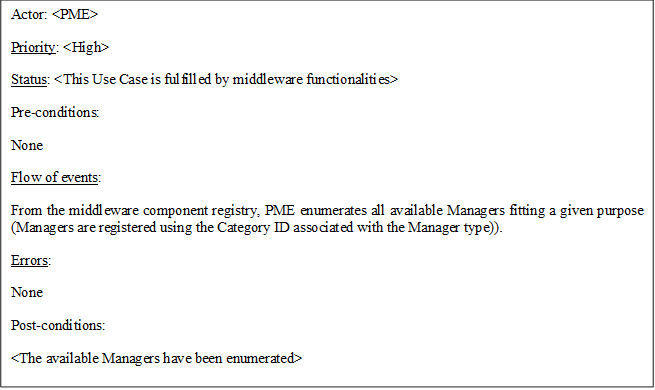 Actor: <PME>
Priority: <High>
Status: <This Use Case is fulfilled by middleware functionalities>
Pre-conditions:
None
Flow of events:
From the middleware component registry, PME enumerates all available Managers fitting a given purpose
(Managers are registered using the Category ID associated with the Manager type)).
Errors:
None
Post-conditions:
<The available Managers have been enumerated>